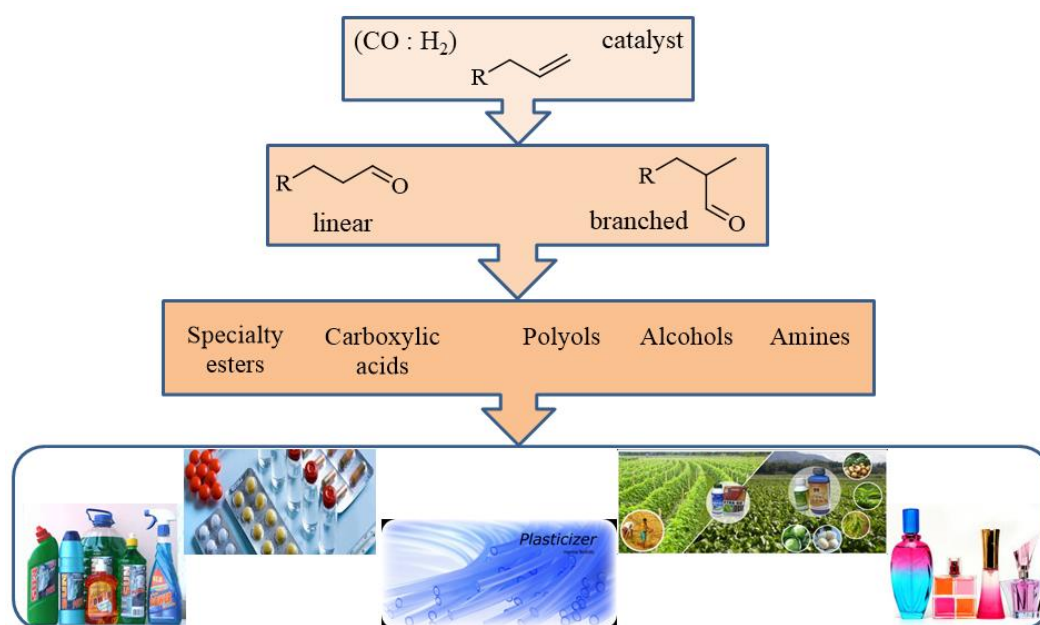 (CO : H₂) catalyst
R
R
O
linear
R
O
branched
Specialty
esters
Carboxylic
acids
Polyols
Alcohols
Amines
Plasticizer